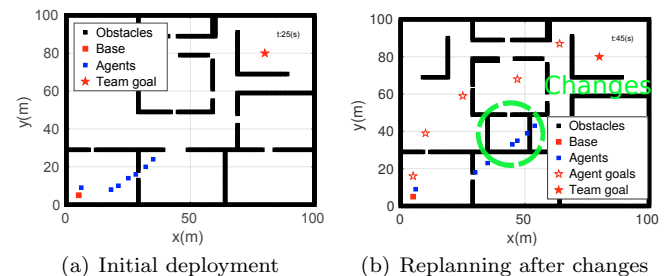 100
80
60
40
20
0
y(m)
0
50
100
x(m)
t:25(s)
Obstacles
Base
Agents
Team goal
(a) Initial deployment
100
80
60
40
20
0
y(m)
0
50
100
x(m)
t:45(s)
Changes
Obstacles
Base
Agents
Agent goals
Team goal
(b) Replanning after changes